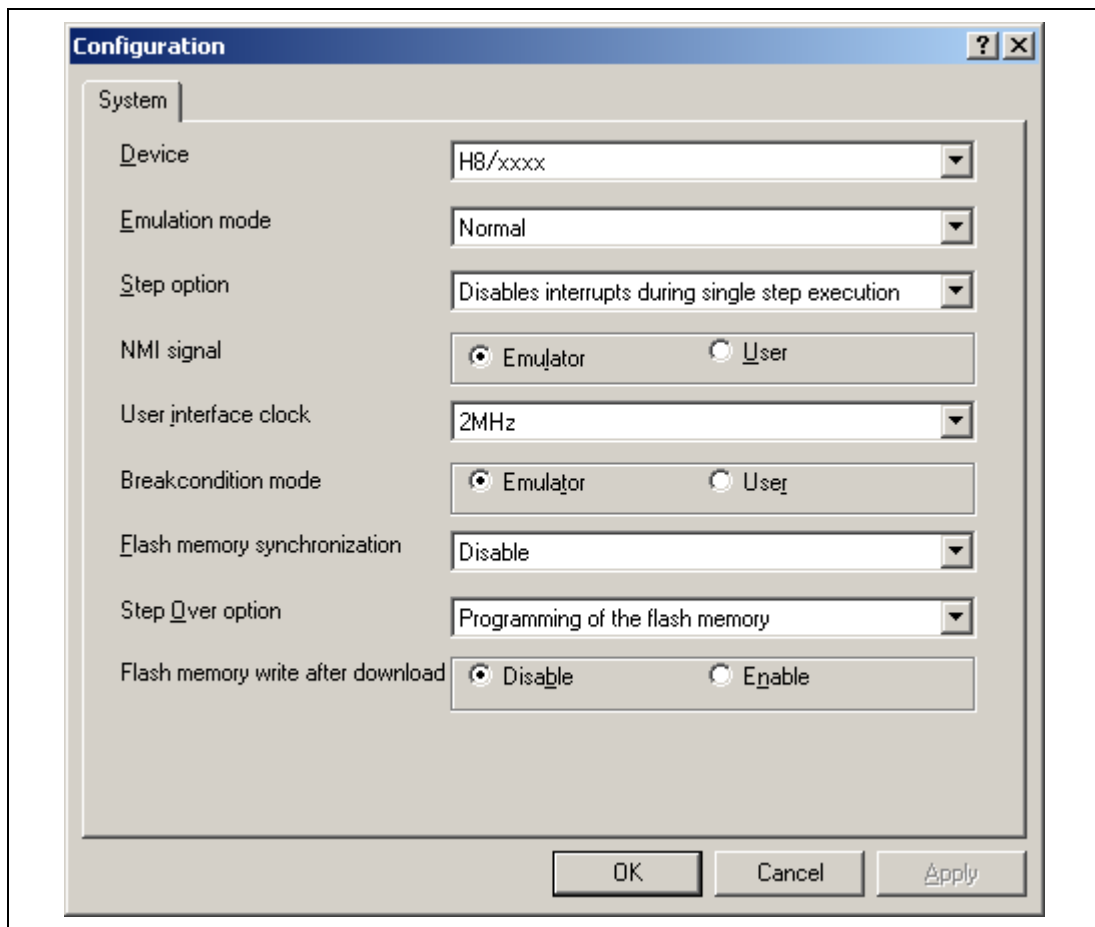 Configuration
System
Device H8/xxxx
Emulation mode Normal
Step option Disables interrupts during single step execution
NMI signal Emulator User
User interface clock 2MHz
Breakcondition mode Emulator User
Flash memory synchronization Disable
Step Over option Programming of the flash memory
Flash memory write after download Disable Enable
OK Cancel Apply